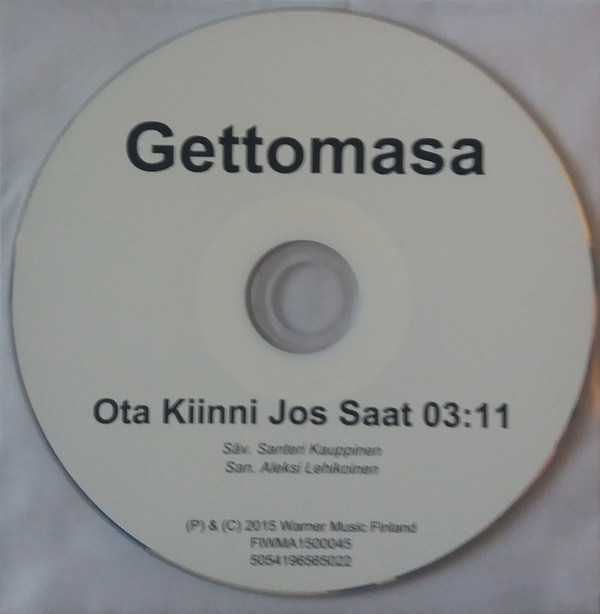 Gettomasa
Ota Kiinni Jos Saat 03:11
Säv. Santeri Kauppinen
San. Aleksi Lehikoinen
(P) & (C) 2015 Warner Music Finland
FIWMA1500045
5054196565022